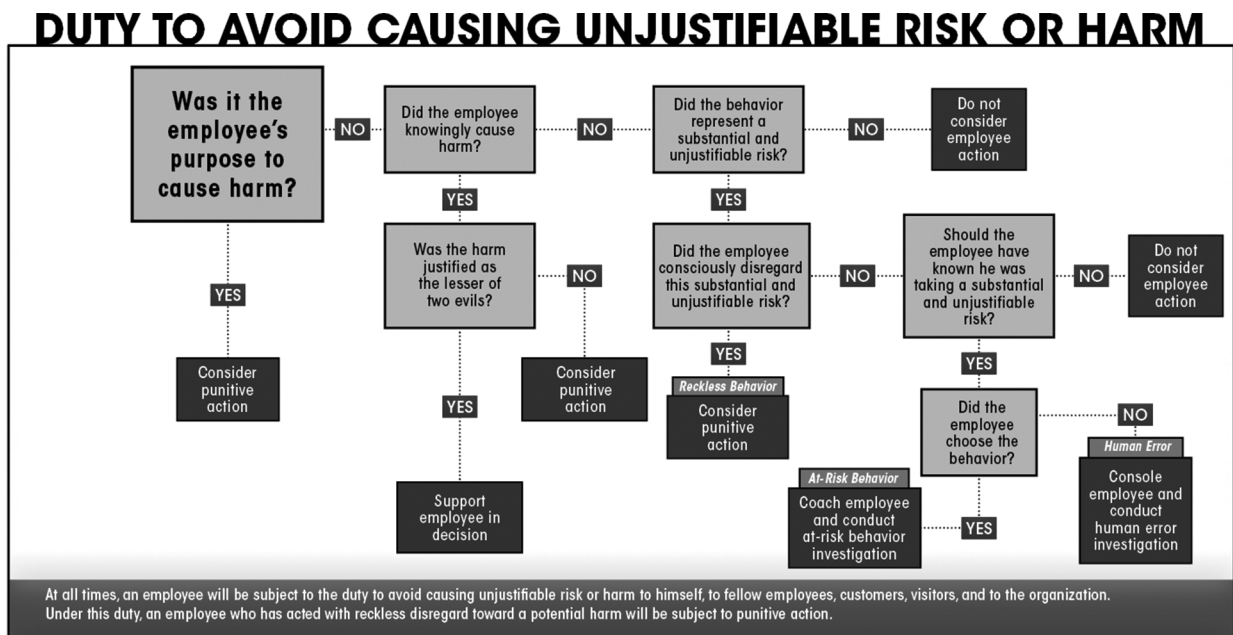 DUTY TO AVOID CAUSING UNJUSTIFIABLE RISK OR HARM
Was it the
employee's
purpose to
cause harm?
NO
Did the employee
knowingly cause
harm?
NO
Did the behavior
represent a
substantial and
unjustifiable risk?
NO
Do not
consider
employee
action
YES
YES
YES
Was the harm
justified as
the lesser of
two evils?
NO
Did the employee
consciously disregard
this substantial and
unjustifiable risk?
NO
Should the
employee have
known he was
taking a substantial
and unjustifiable
risk?
NO
Do not
consider
employee
action
Consider
punitive
action
YES
Consider
punitive
action
YES
Reckless Behavior
Consider
punitive
action
YES
Did the
employee
choose the
behavior?
NO
Human Error
Console
employee and
conduct
human error
investigation
Support
employee in
decision
At-Risk Behavior
Coach employee
and conduct
at-risk behavior
investigation
YES
At all times, an employee will be subject to the duty to avoid causing unjustifiable risk or harm to himself, to fellow employees, customers, visitors, and to the organization.
Under this duty, an employee who has acted with reckless disregard toward a potential harm will be subject to punitive action.